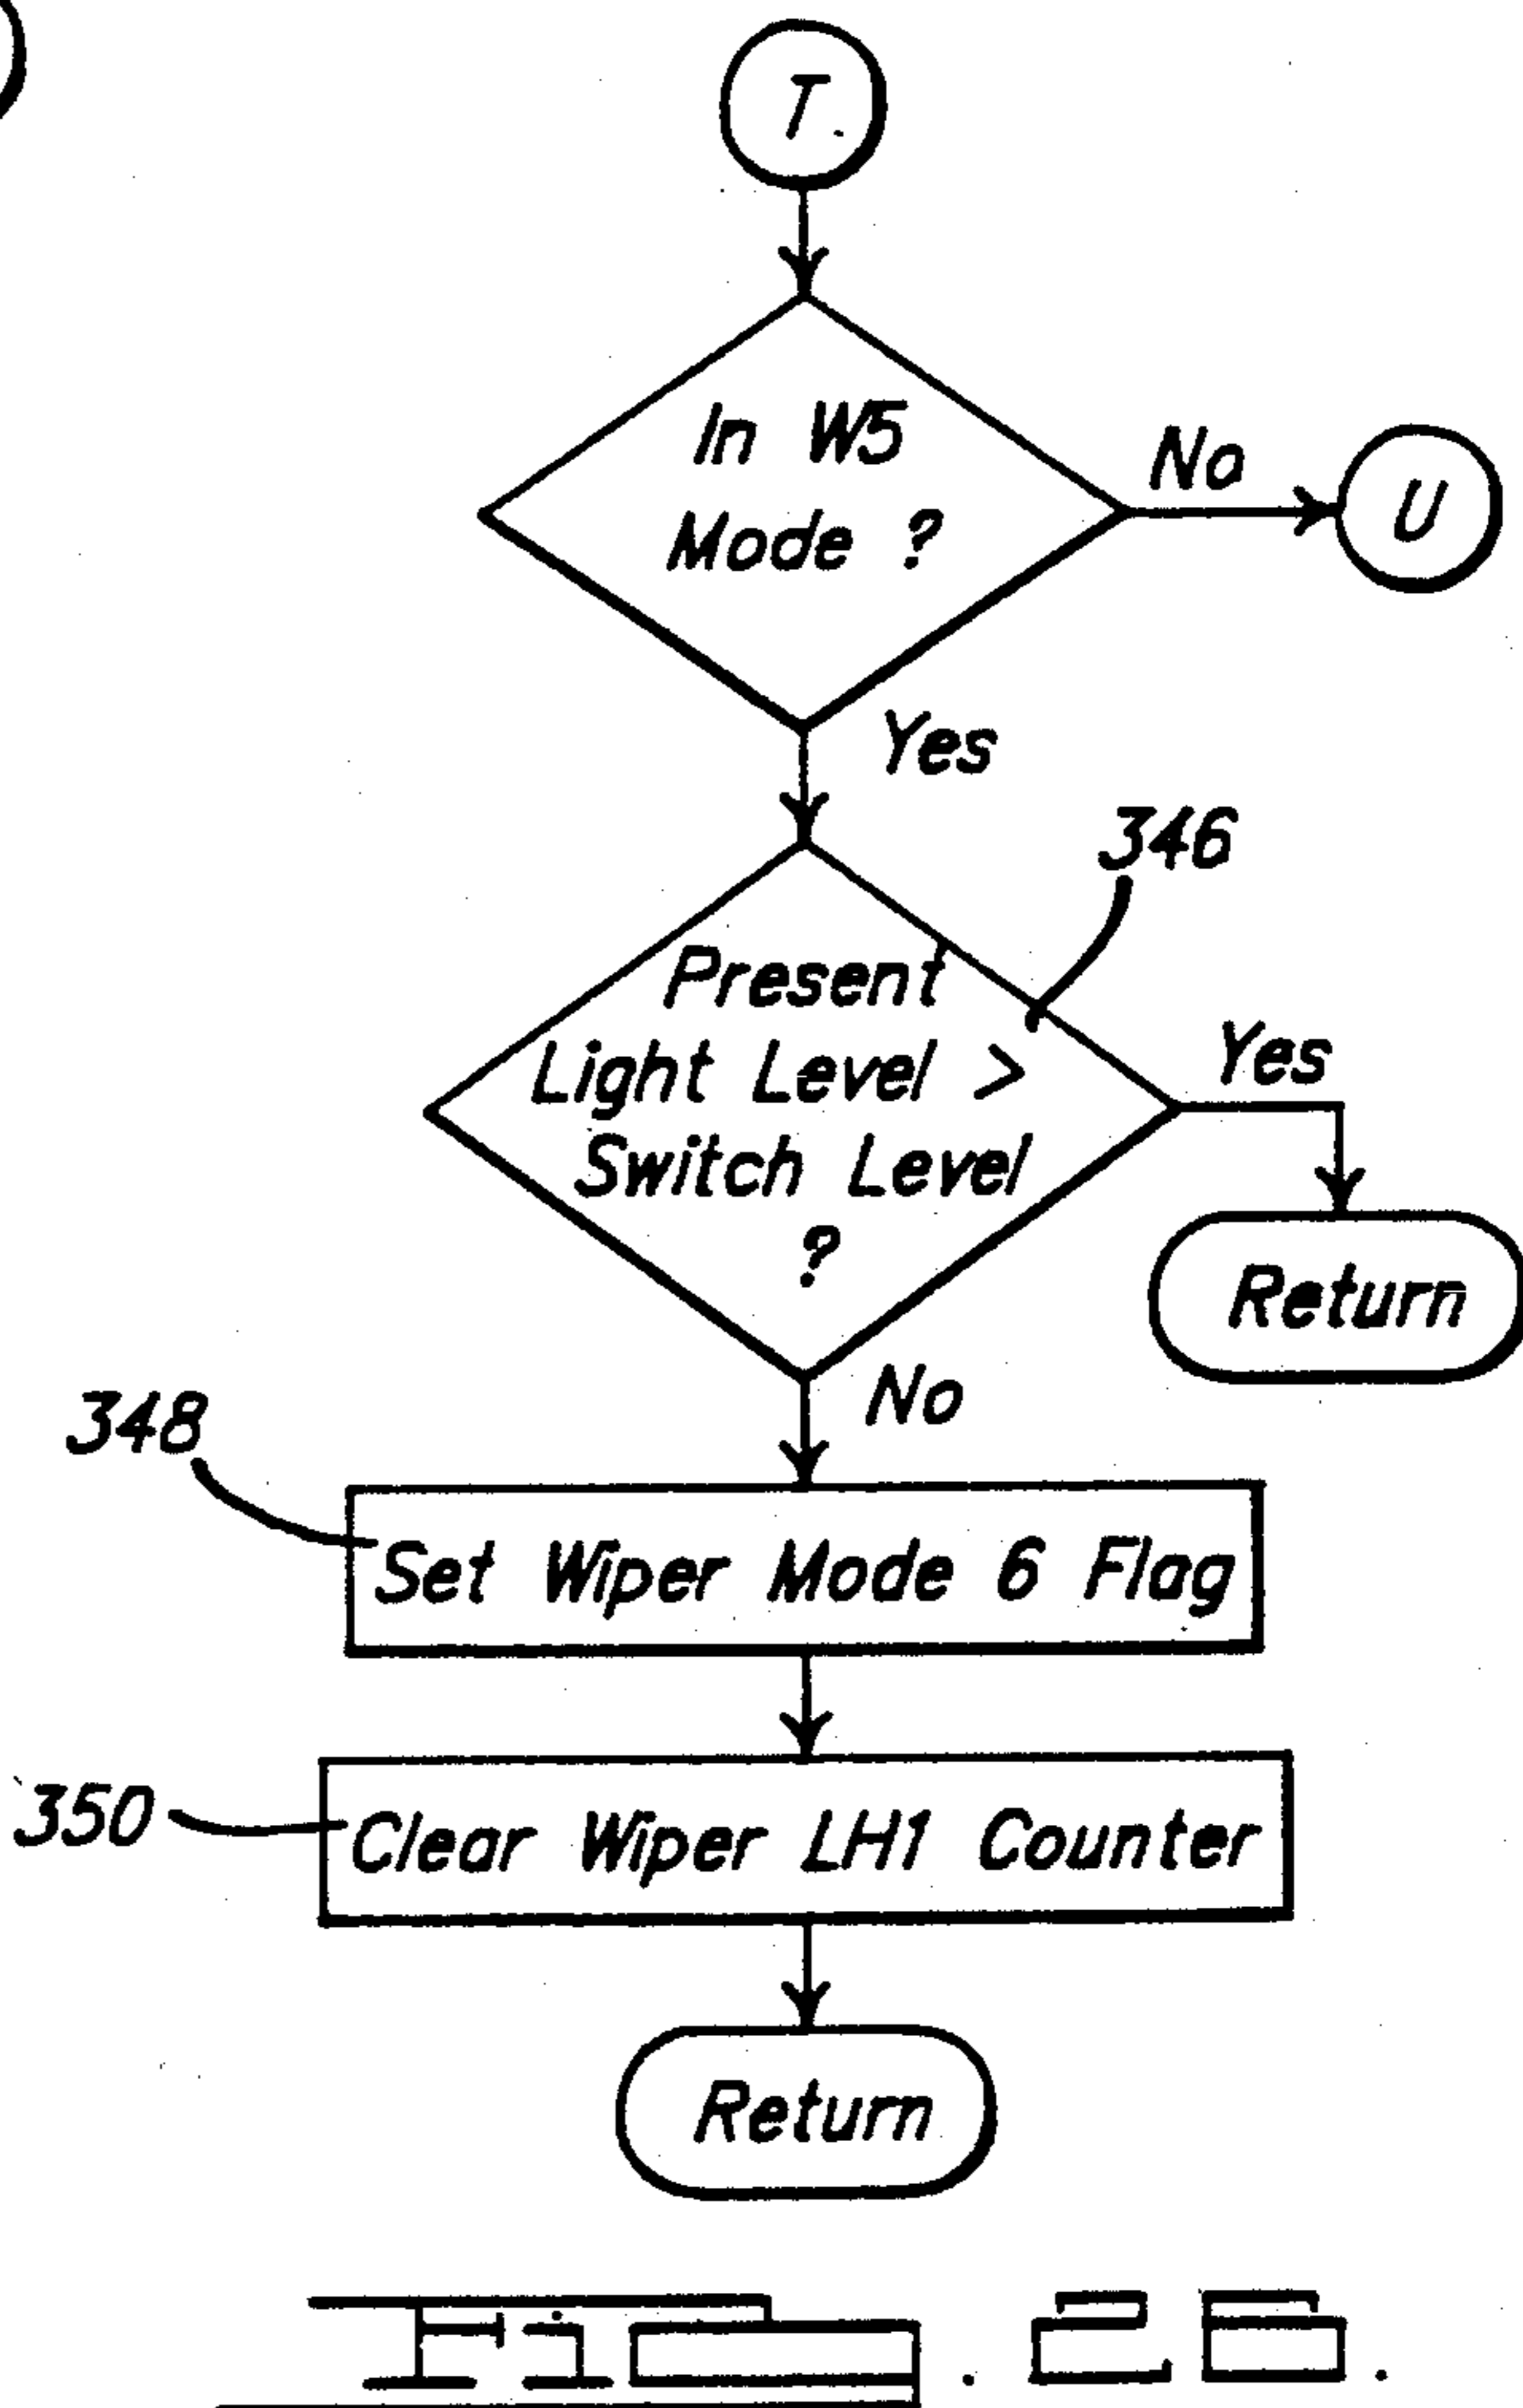 T
In W5
Mode ?
No
U
Yes
346
Present
Light Level >
Switch Level
?
Yes
Return
No
348
Set Wiper Mode 6 Flag
350
Clear Wiper LH1 Counter
Return
Fig. 26.